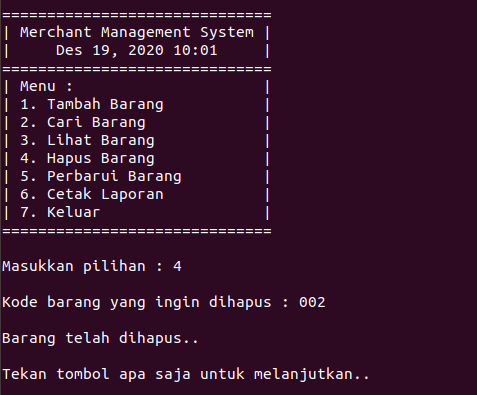 ==============================
| Merchant Management System |
|     Des 19, 2020 10:01     |
==============================
| Menu :                     |
| 1. Tambah Barang           |
| 2. Cari Barang             |
| 3. Lihat Barang            |
| 4. Hapus Barang            |
| 5. Perbarui Barang         |
| 6. Cetak Laporan           |
| 7. Keluar                  |
==============================
Masukkan pilihan : 4
Kode barang yang ingin dihapus : 002
Barang telah dihapus..
Tekan tombol apa saja untuk melanjutkan..